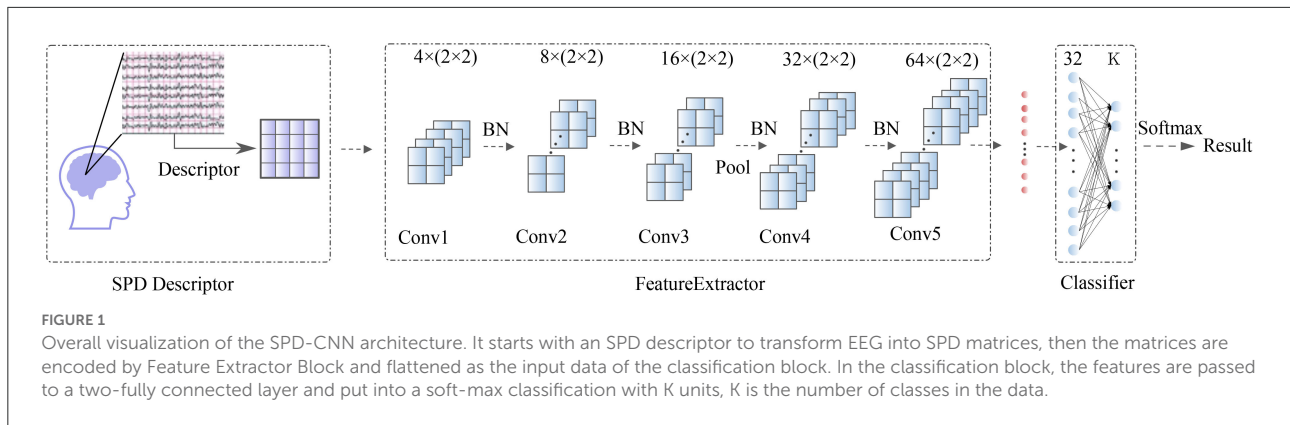 4×(2×2) 8×(2×2) 16×(2×2) 32×(2×2) 64×(2×2) 32 K
BN BN BN BN
Pool
Descriptor
Softmax
Result
Conv1 Conv2 Conv3 Conv4 Conv5
SPD Descriptor FeatureExtractor Classifier
FIGURE 1
Overall visualization of the SPD-CNN architecture. It starts with an SPD descriptor to transform EEG into SPD matrices, then the matrices are
encoded by Feature Extractor Block and flattened as the input data of the classification block. In the classification block, the features are passed
to a two-fully connected layer and put into a soft-max classification with K units, K is the number of classes in the data.